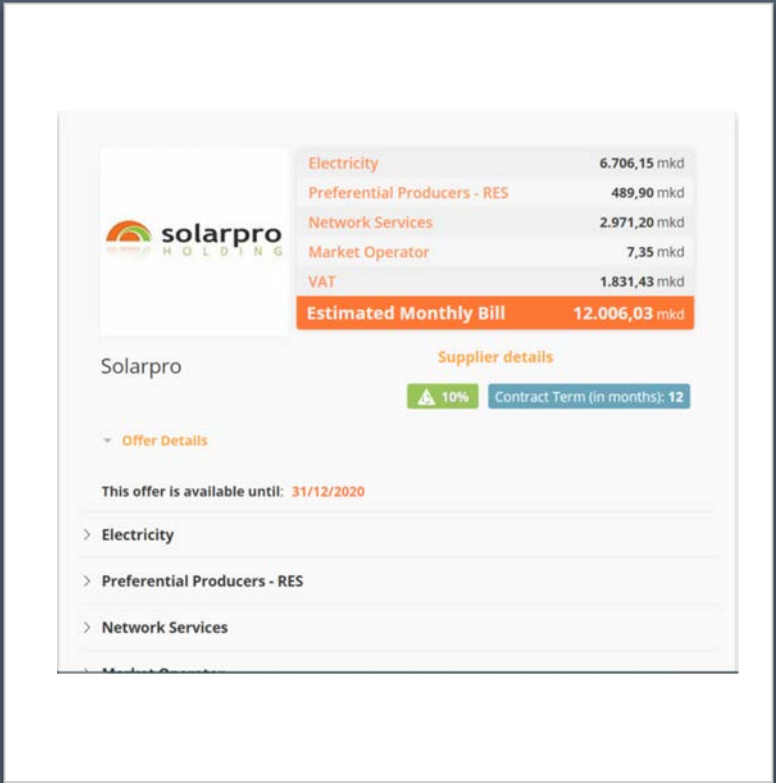 solarpro
HOLDING
Electricity 6.706,15 mkd
Preferential Producers - RES 489,90 mkd
Network Services 2.971,20 mkd
Market Operator 7,35 mkd
VAT 1.831,43 mkd
Estimated Monthly Bill 12.006,03 mkd
Solarpro
Supplier details
10% Contract Term (in months): 12
Offer Details
This offer is available until: 31/12/2020
Electricity
Preferential Producers - RES
Network Services
Market Operator